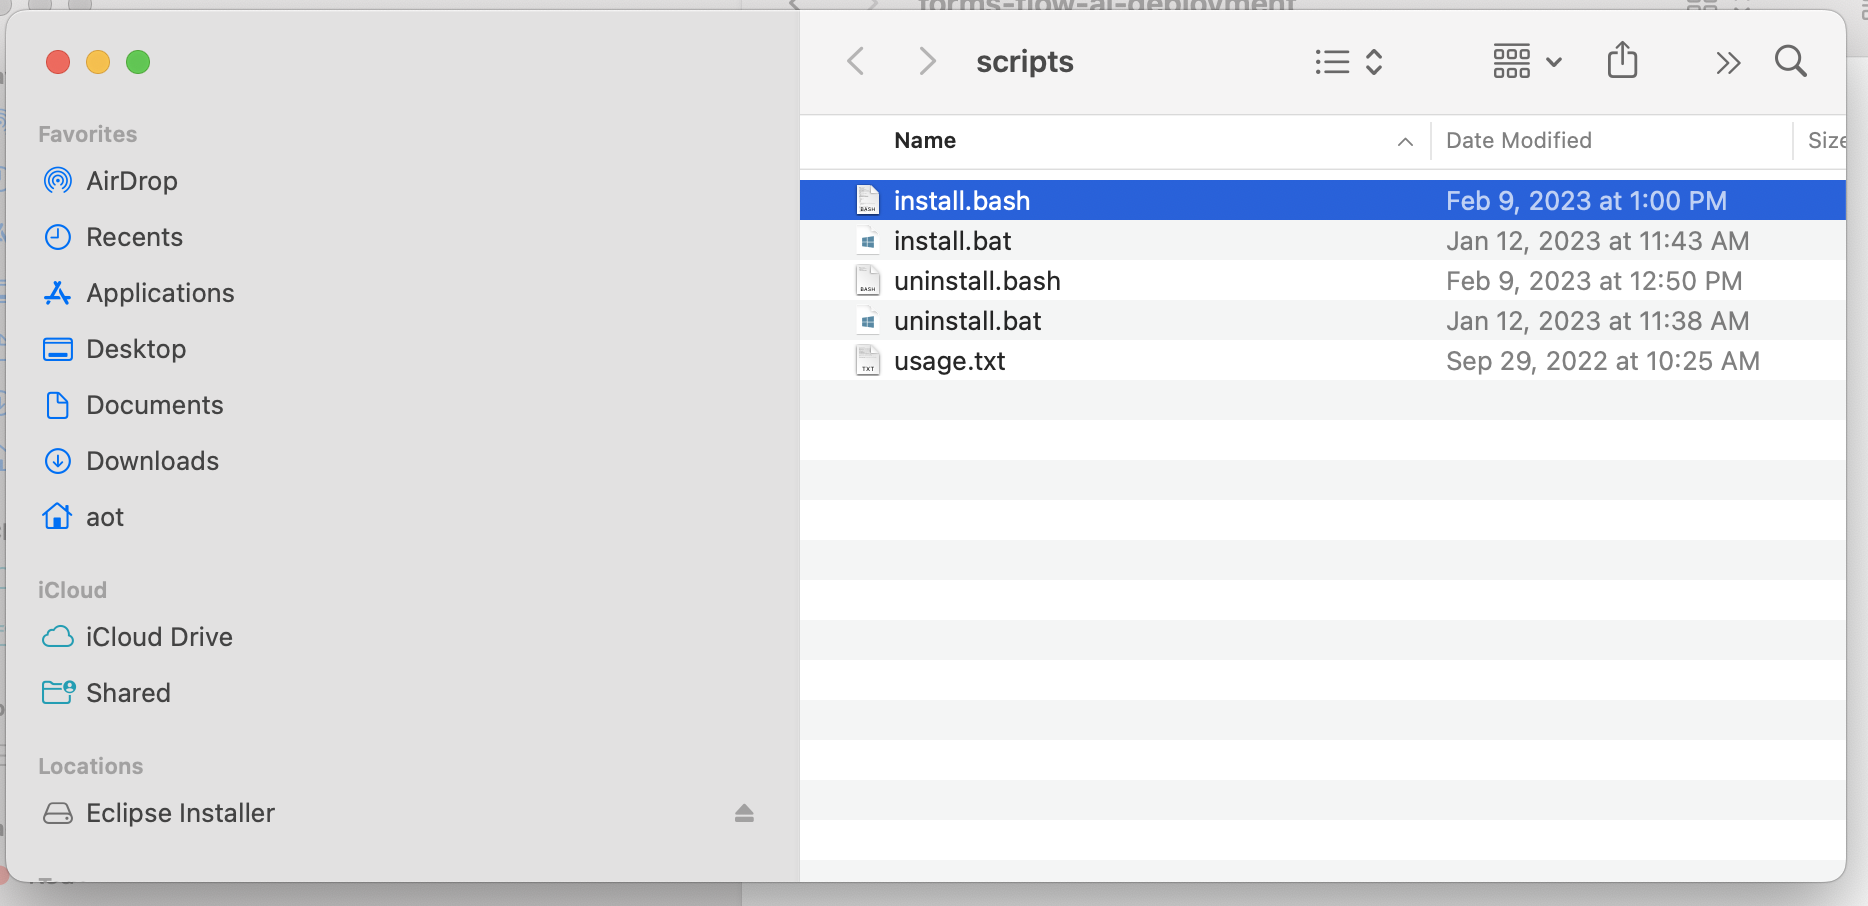 forms-flow-ai-deployment
scripts
Favorites
AirDrop
Recents
Applications
Desktop
Documents
Downloads
aot
iCloud
iCloud Drive
Shared
Locations
Eclipse Installer
Name Date Modified Size
install.bash Feb 9, 2023 at 1:00 PM
install.bat Jan 12, 2023 at 11:43 AM
uninstall.bash Feb 9, 2023 at 12:50 PM
uninstall.bat Jan 12, 2023 at 11:38 AM
usage.txt Sep 29, 2022 at 10:25 AM
BASH
BASH
TXT